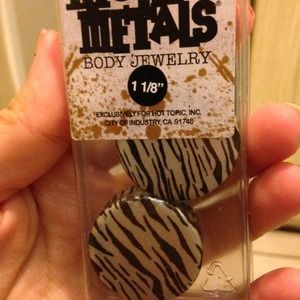 METALS®
BODY JEWELRY
1 1/8"
EXCLUSIVELY FOR HOT TOPIC, INC.
CITY OF INDUSTRY, CA 91748